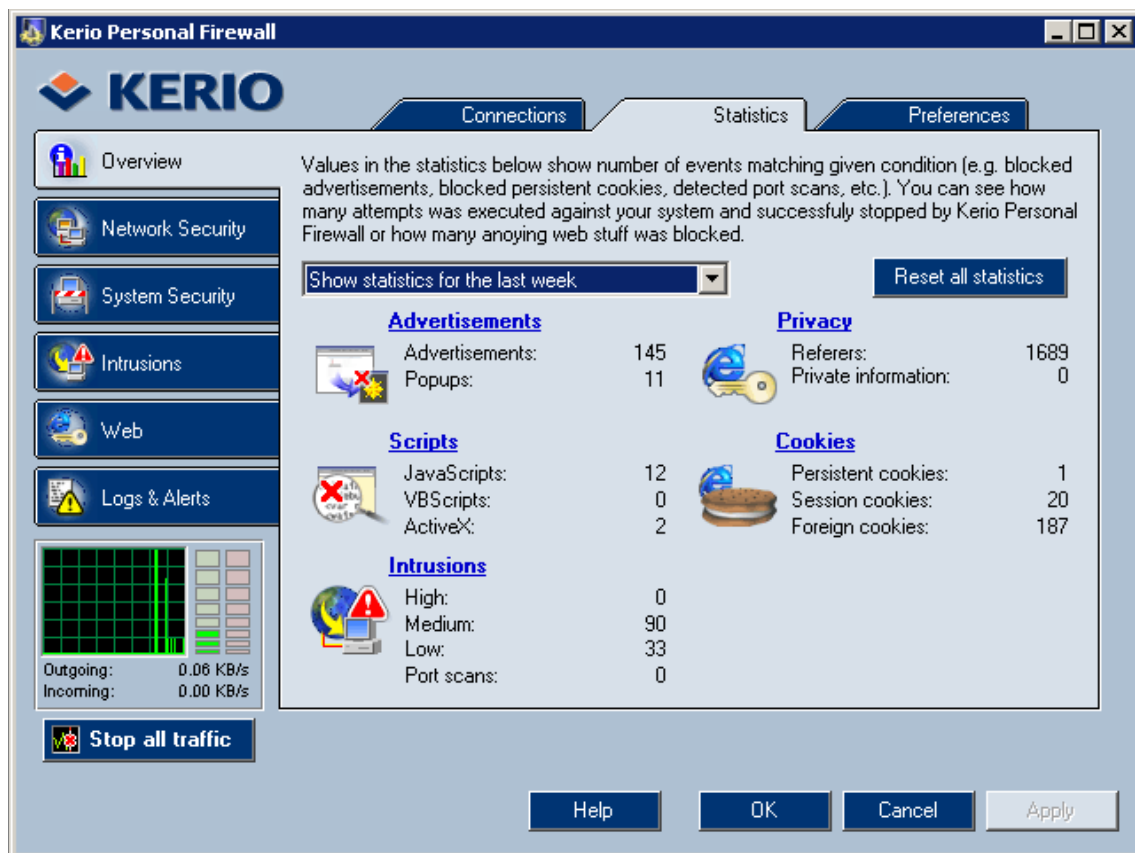 Kerio Personal Firewall
KERIO
Connections
Statistics
Preferences
Overview
Network Security
System Security
Intrusions
Web
Logs & Alerts
Outgoing: 0.06 KB/s
Incoming: 0.00 KB/s
Stop all traffic
Values in the statistics below show number of events matching given condition (e.g. blocked
advertisements, blocked persistent cookies, detected port scans, etc.). You can see how
many attempts was executed against your system and successfuly stopped by Kerio Personal
Firewall or how many anoying web stuff was blocked.
Show statistics for the last week
Reset all statistics
Advertisements
Advertisements: 145
Popups: 11
Privacy
Referers: 1689
Private information: 0
Scripts
JavaScripts: 12
VBScripts: 0
ActiveX: 2
Cookies
Persistent cookies: 1
Session cookies: 20
Foreign cookies: 187
Intrusions
High: 0
Medium: 90
Low: 33
Port scans: 0
Help
OK
Cancel
Apply